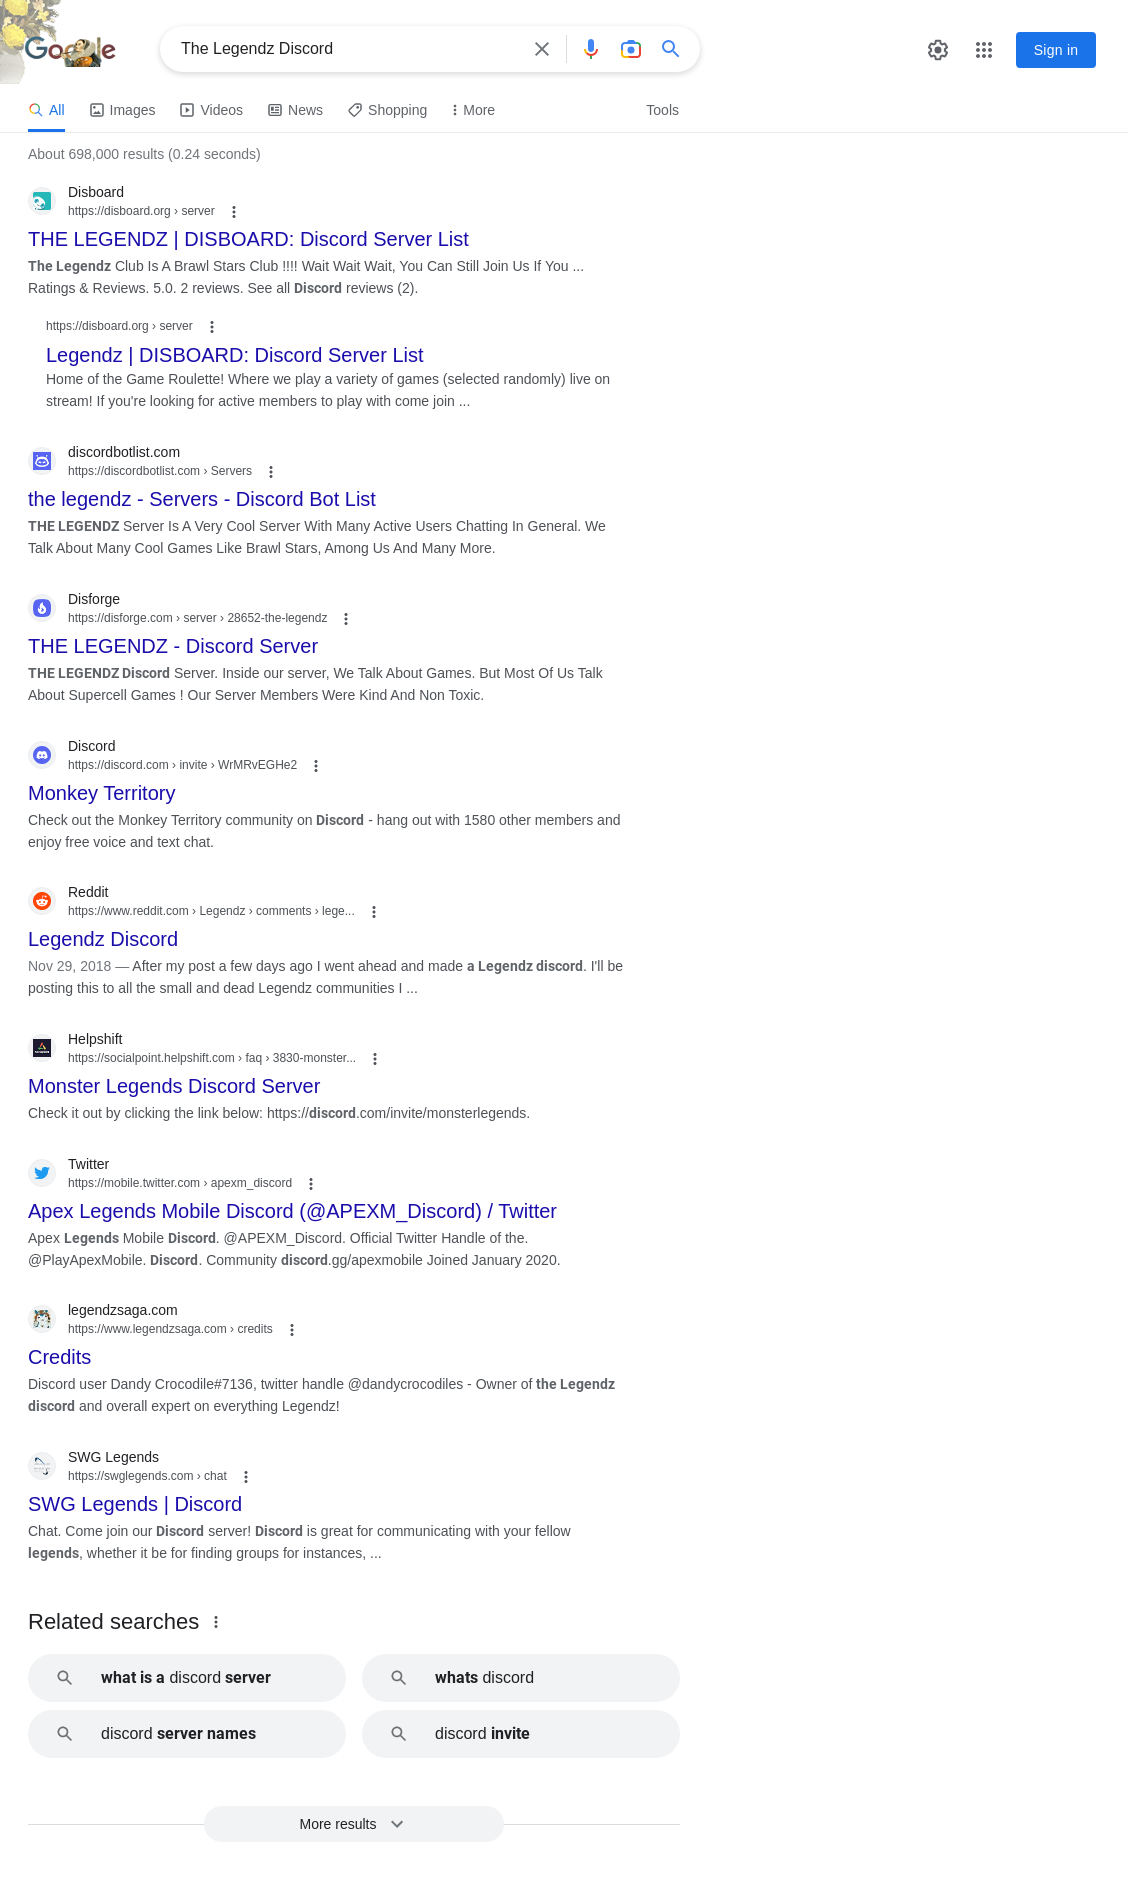 Google
The Legendz Discord
Sign in
All Images Videos News Shopping More Tools
About 698,000 results (0.24 seconds)
Disboard
https://disboard.org › server
THE LEGENDZ | DISBOARD: Discord Server List
The Legendz Club Is A Brawl Stars Club !!!! Wait Wait Wait, You Can Still Join Us If You ...
Ratings & Reviews. 5.0. 2 reviews. See all Discord reviews (2).
https://disboard.org › server
Legendz | DISBOARD: Discord Server List
Home of the Game Roulette! Where we play a variety of games (selected randomly) live on
stream! If you're looking for active members to play with come join ...
discordbotlist.com
https://discordbotlist.com › Servers
the legendz - Servers - Discord Bot List
THE LEGENDZ Server Is A Very Cool Server With Many Active Users Chatting In General. We
Talk About Many Cool Games Like Brawl Stars, Among Us And Many More.
Disforge
https://disforge.com › server › 28652-the-legendz
THE LEGENDZ - Discord Server
THE LEGENDZ Discord Server. Inside our server, We Talk About Games. But Most Of Us Talk
About Supercell Games ! Our Server Members Were Kind And Non Toxic.
Discord
https://discord.com › invite › WrMRvEGHe2
Monkey Territory
Check out the Monkey Territory community on Discord - hang out with 1580 other members and
enjoy free voice and text chat.
Reddit
https://www.reddit.com › Legendz › comments › lege...
Legendz Discord
Nov 29, 2018 — After my post a few days ago I went ahead and made a Legendz discord. I'll be
posting this to all the small and dead Legendz communities I ...
Helpshift
https://socialpoint.helpshift.com › faq › 3830-monster...
Monster Legends Discord Server
Check it out by clicking the link below: https://discord.com/invite/monsterlegends.
Twitter
https://mobile.twitter.com › apexm_discord
Apex Legends Mobile Discord (@APEXM_Discord) / Twitter
Apex Legends Mobile Discord. @APEXM_Discord. Official Twitter Handle of the.
@PlayApexMobile. Discord. Community discord.gg/apexmobile Joined January 2020.
legendzsaga.com
https://www.legendzsaga.com › credits
Credits
Discord user Dandy Crocodile#7136, twitter handle @dandycrocodiles - Owner of the Legendz
discord and overall expert on everything Legendz!
SWG Legends
https://swglegends.com › chat
SWG Legends | Discord
Chat. Come join our Discord server! Discord is great for communicating with your fellow
legends, whether it be for finding groups for instances, ...
Related searches
what is a discord server
whats discord
discord server names
discord invite
More results